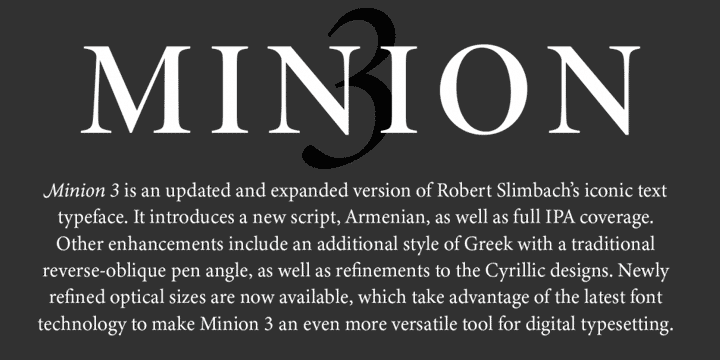 MINION
3
Minion 3 is an updated and expanded version of Robert Slimbach’s iconic text
typeface. It introduces a new script, Armenian, as well as full IPA coverage.
Other enhancements include an additional style of Greek with a traditional
reverse-oblique pen angle, as well as refinements to the Cyrillic designs. Newly
refined optical sizes are now available, which take advantage of the latest font
technology to make Minion 3 an even more versatile tool for digital typesetting.